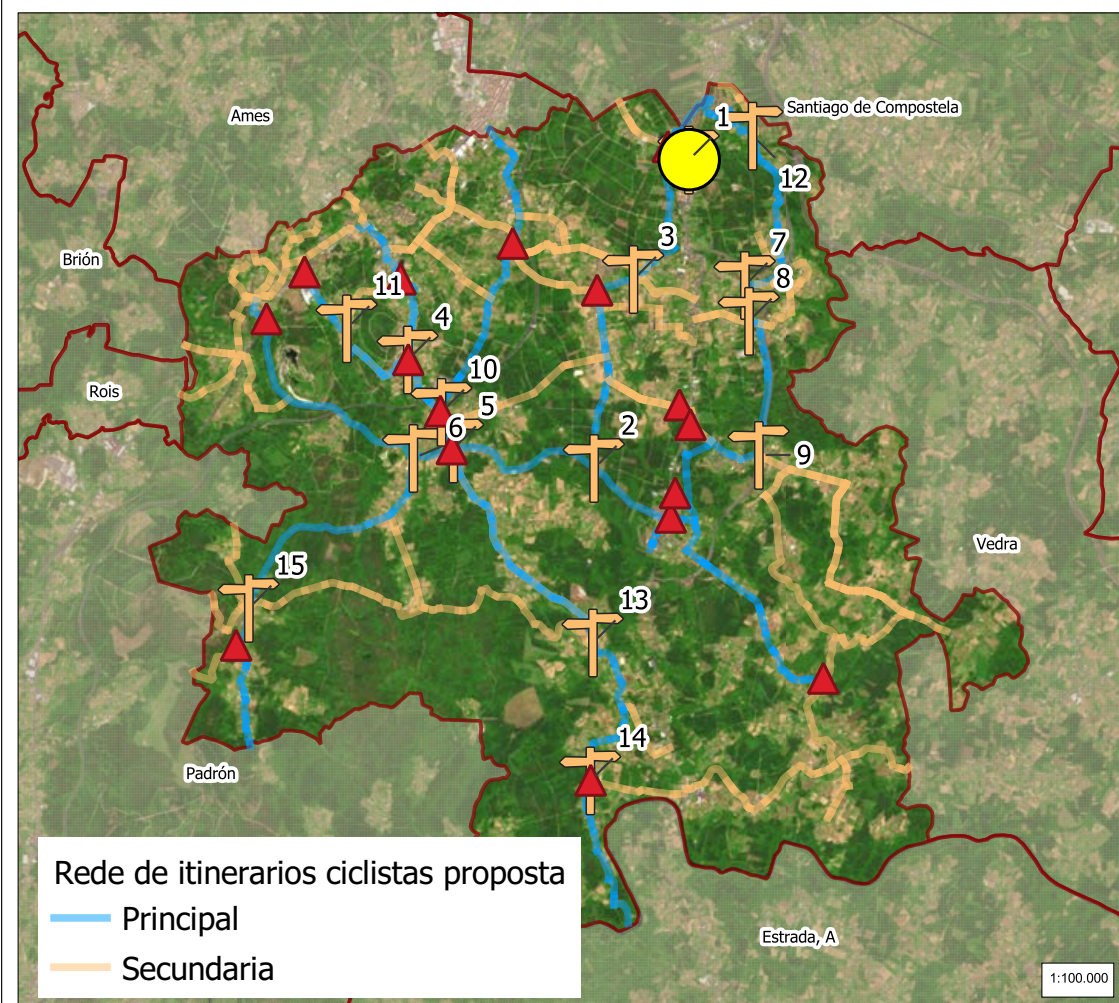 Ames
Santiago de Compostela
1
12
Brión
3
7
8
11
4
10
Rois
5
6
2
9
Vedra
15
13
14
Padrón
Estrada, A
Rede de itinerarios ciclistas proposta
Principal
Secundaria
1:100.000